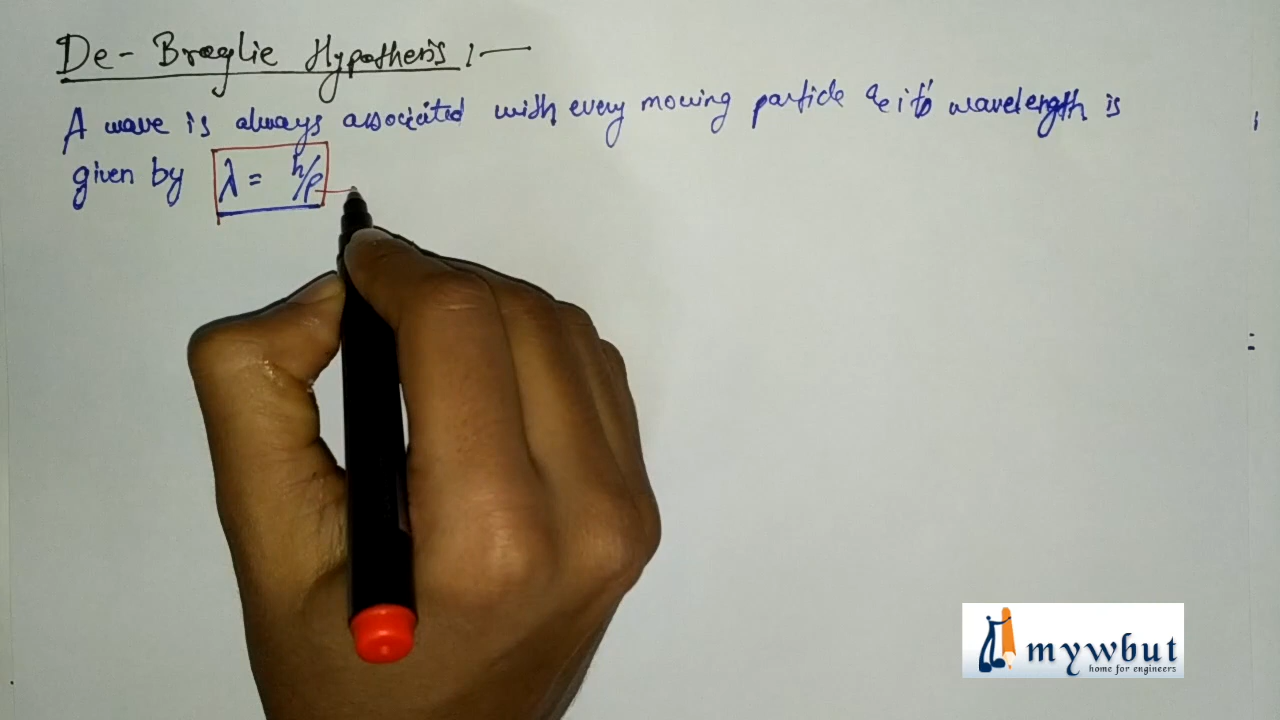 De-Broglie Hypothesis :—
A wave is always associated with every moving particle & it's wavelength is
given by λ = h/p
mywbut
home for engineers